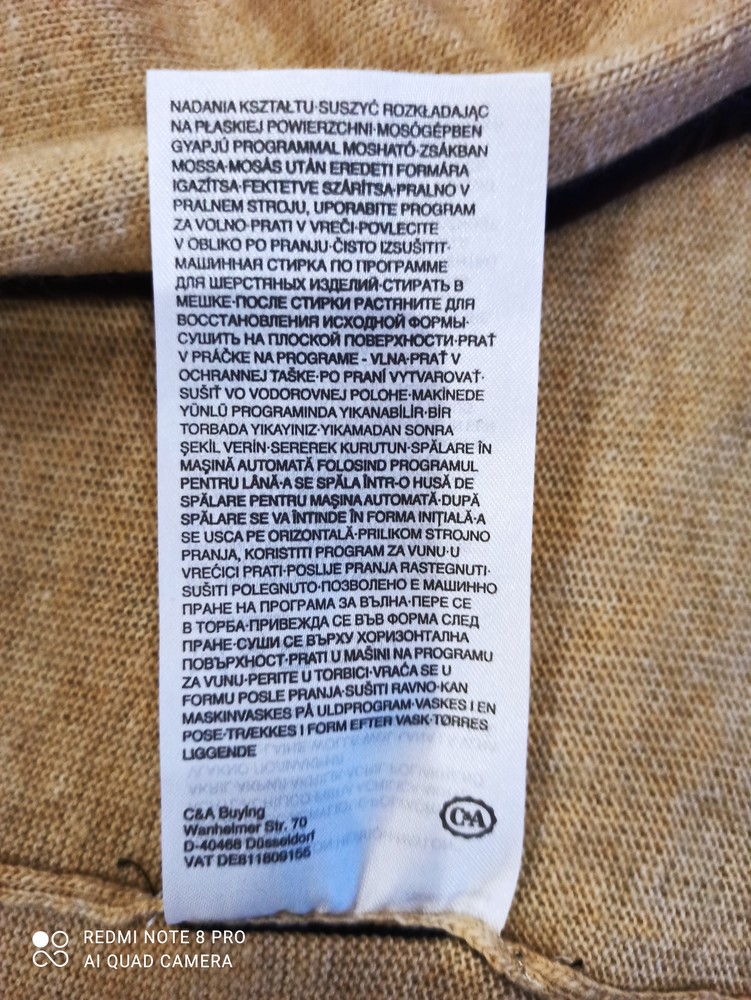 NADANIA KSZTAŁTU·SUSZYĆ ROZKŁADAJĄC
NA PŁASKIEJ POWIERZCHNI·MOSÓGÉPBEN
GYAPJÚ PROGRAMMAL MOSHATÓ·ZSÁKBAN
MOSSA·MOSÁS UTÁN EREDETI FORMÁRA
IGAZÍTSA·FEKTETVE SZÁRÍTSA·PRALNO V
PRALNEM STROJU, UPORABITE PROGRAM
ZA VOLNO·PRATI V VREČI·POVLECITE
V OBLIKO PO PRANJU·ČISTO IZSUŠITIT·
МАШИННАЯ СТИРКА ПО ПРОГРАММЕ
ДЛЯ ШЕРСТЯНЫХ ИЗДЕЛИЙ·СТИРАТЬ В
МЕШКЕ·ПОСЛЕ СТИРКИ РАСТЯНИТЕ ДЛЯ
ВОССТАНОВЛЕНИЯ ИСХОДНОЙ ФОРМЫ·
СУШИТЬ НА ПЛОСКОЙ ПОВЕРХНОСТИ·PRAŤ
V PRÁČKE NA PROGRAME - VLNA·PRAŤ V
OCHRANNEJ TAŠKE·PO PRANÍ VYTVAROVAŤ·
SUŠIŤ VO VODOROVNEJ POLOHE·MAKİNEDE
YÜNLÜ PROGRAMINDA YIKANABİLİR·BİR
TORBADA YIKAYINIZ·YIKAMADAN SONRA
ŞEKİL VERİN·SEREREK KURUTUN·SPĂLARE ÎN
MAŞINĂ AUTOMATĂ FOLOSIND PROGRAMUL
PENTRU LÂNĂ·A SE SPĂLA ÎNTR-O HUSĂ DE
SPĂLARE PENTRU MAŞINA AUTOMATĂ·DUPĂ
SPĂLARE SE VA ÎNTINDE ÎN FORMA INIŢIALĂ·A
SE USCA PE ORIZONTALĂ·PRILIKOM STROJNO
PRANJA, KORISTITI PROGRAM ZA VUNU·U
VREĆICI PRATI·POSLIJE PRANJA RASTEGNUTI·
SUŠITI POLEGNUTO·ПОЗВОЛЕНО Е МАШИННО
ПРАНЕ НА ПРОГРАМА ЗА ВЪЛНА·ПЕРЕ СЕ
В ТОРБА·ПРИВЕЖДА СЕ ВЪВ ФОРМА СЛЕД
ПРАНЕ·СУШИ СЕ ВЪРХУ ХОРИЗОНТАЛНА
ПОВЪРХНОСТ·PRATI U MAŠINI NA PROGRAMU
ZA VUNU·PERITE U TORBICI·VRAĆA SE U
FORMU POSLE PRANJA·SUŠITI RAVNO·KAN
MASKINVASKES PÅ ULDPROGRAM·VASKES I EN
POSE·TRÆKKES I FORM EFTER VASK·TØRRES
LIGGENDE
C&A Buying
Wanheimer Str. 70
D-40468 Düsseldorf
VAT DE811809155
C&A
REDMI NOTE 8 PRO
AI QUAD CAMERA